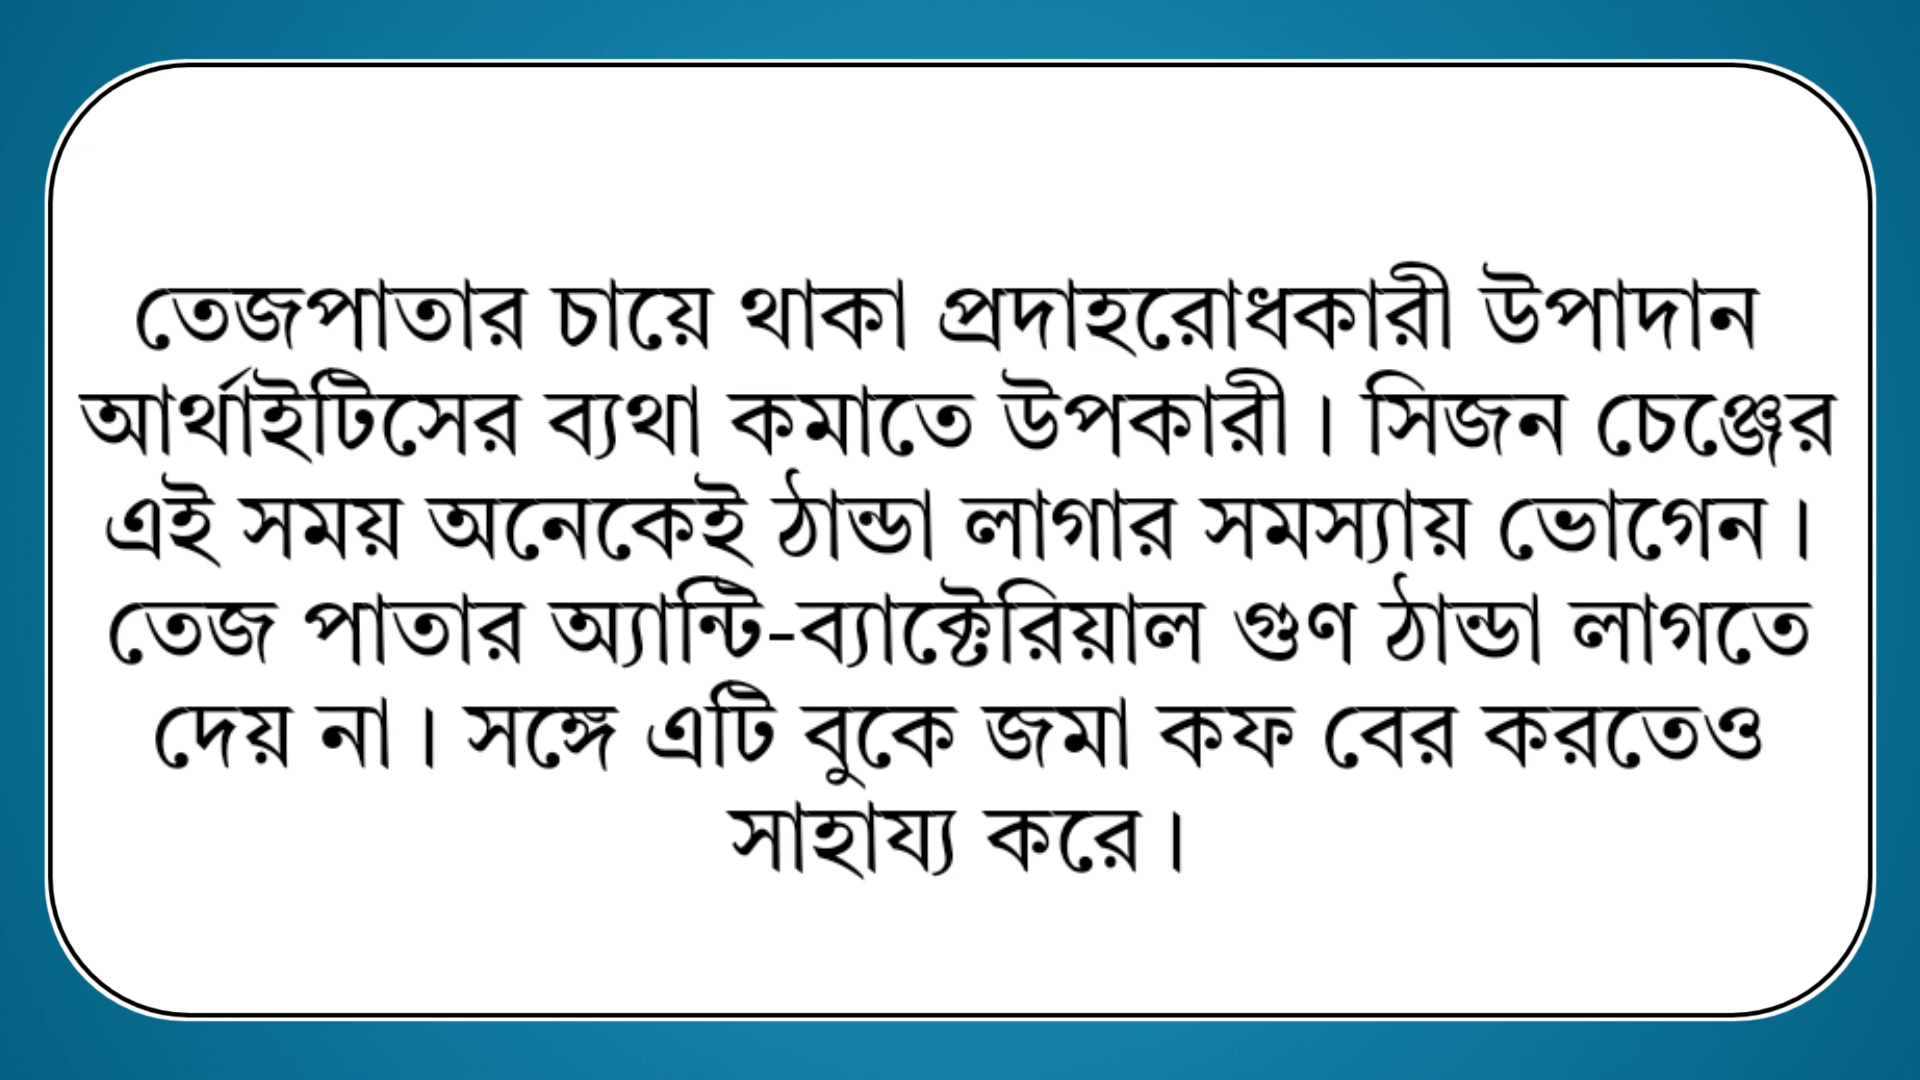 তেজপাতার চায়ে থাকা প্রদাহরোধকারী উপাদান
আর্থাইটিসের ব্যথা কমাতে উপকারী। সিজন চেঞ্জের
এই সময় অনেকেই ঠান্ডা লাগার সমস্যায় ভোগেন।
তেজ পাতার অ্যান্টি-ব্যাক্টেরিয়াল গুণ ঠান্ডা লাগতে
দেয় না। সঙ্গে এটি বুকে জমা কফ বের করতেও
সাহায্য করে।